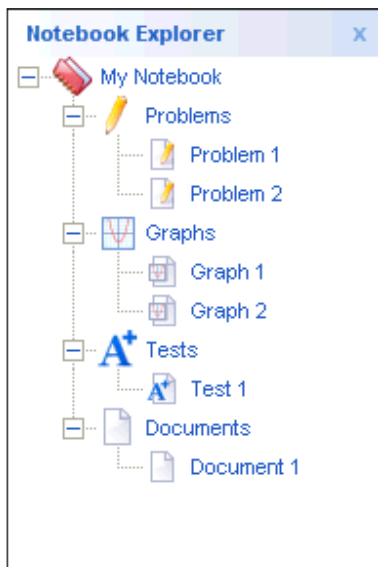 Notebook Explorer x
My Notebook
Problems
Problem 1
Problem 2
Graphs
Graph 1
Graph 2
A+ Tests
A+ Test 1
Documents
Document 1